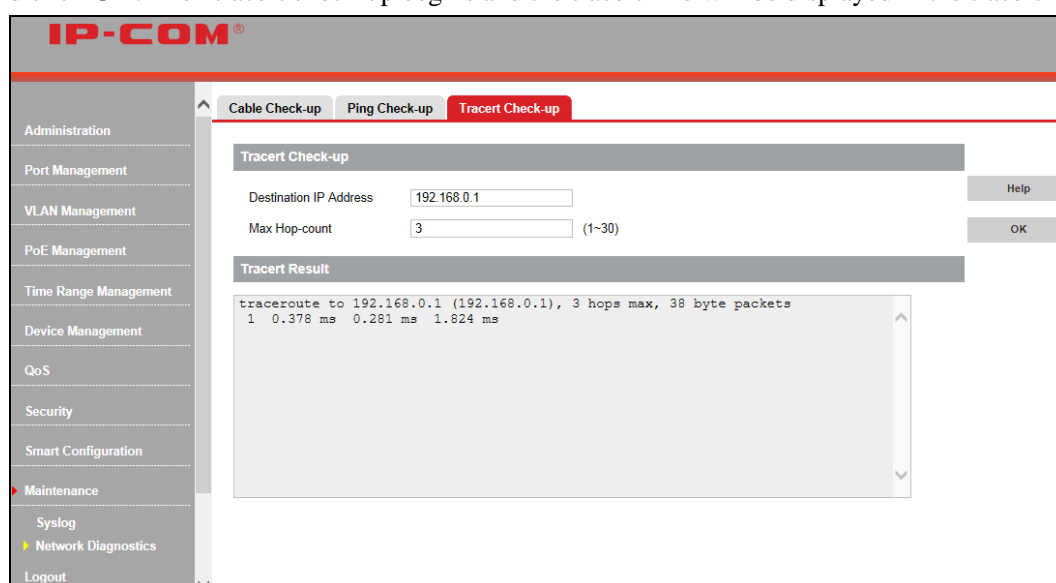 IP-COM®
Cable Check-up Ping Check-up Tracert Check-up
Administration
Port Management
VLAN Management
PoE Management
Time Range Management
Device Management
QoS
Security
Smart Configuration
Maintenance
Syslog
Network Diagnostics
Logout
Tracert Check-up
Destination IP Address 192.168.0.1
Max Hop-count 3 (1~30)
Help
OK
Tracert Result
traceroute to 192.168.0.1 (192.168.0.1), 3 hops max, 38 byte packets
1 0.378 ms 0.281 ms 1.824 ms